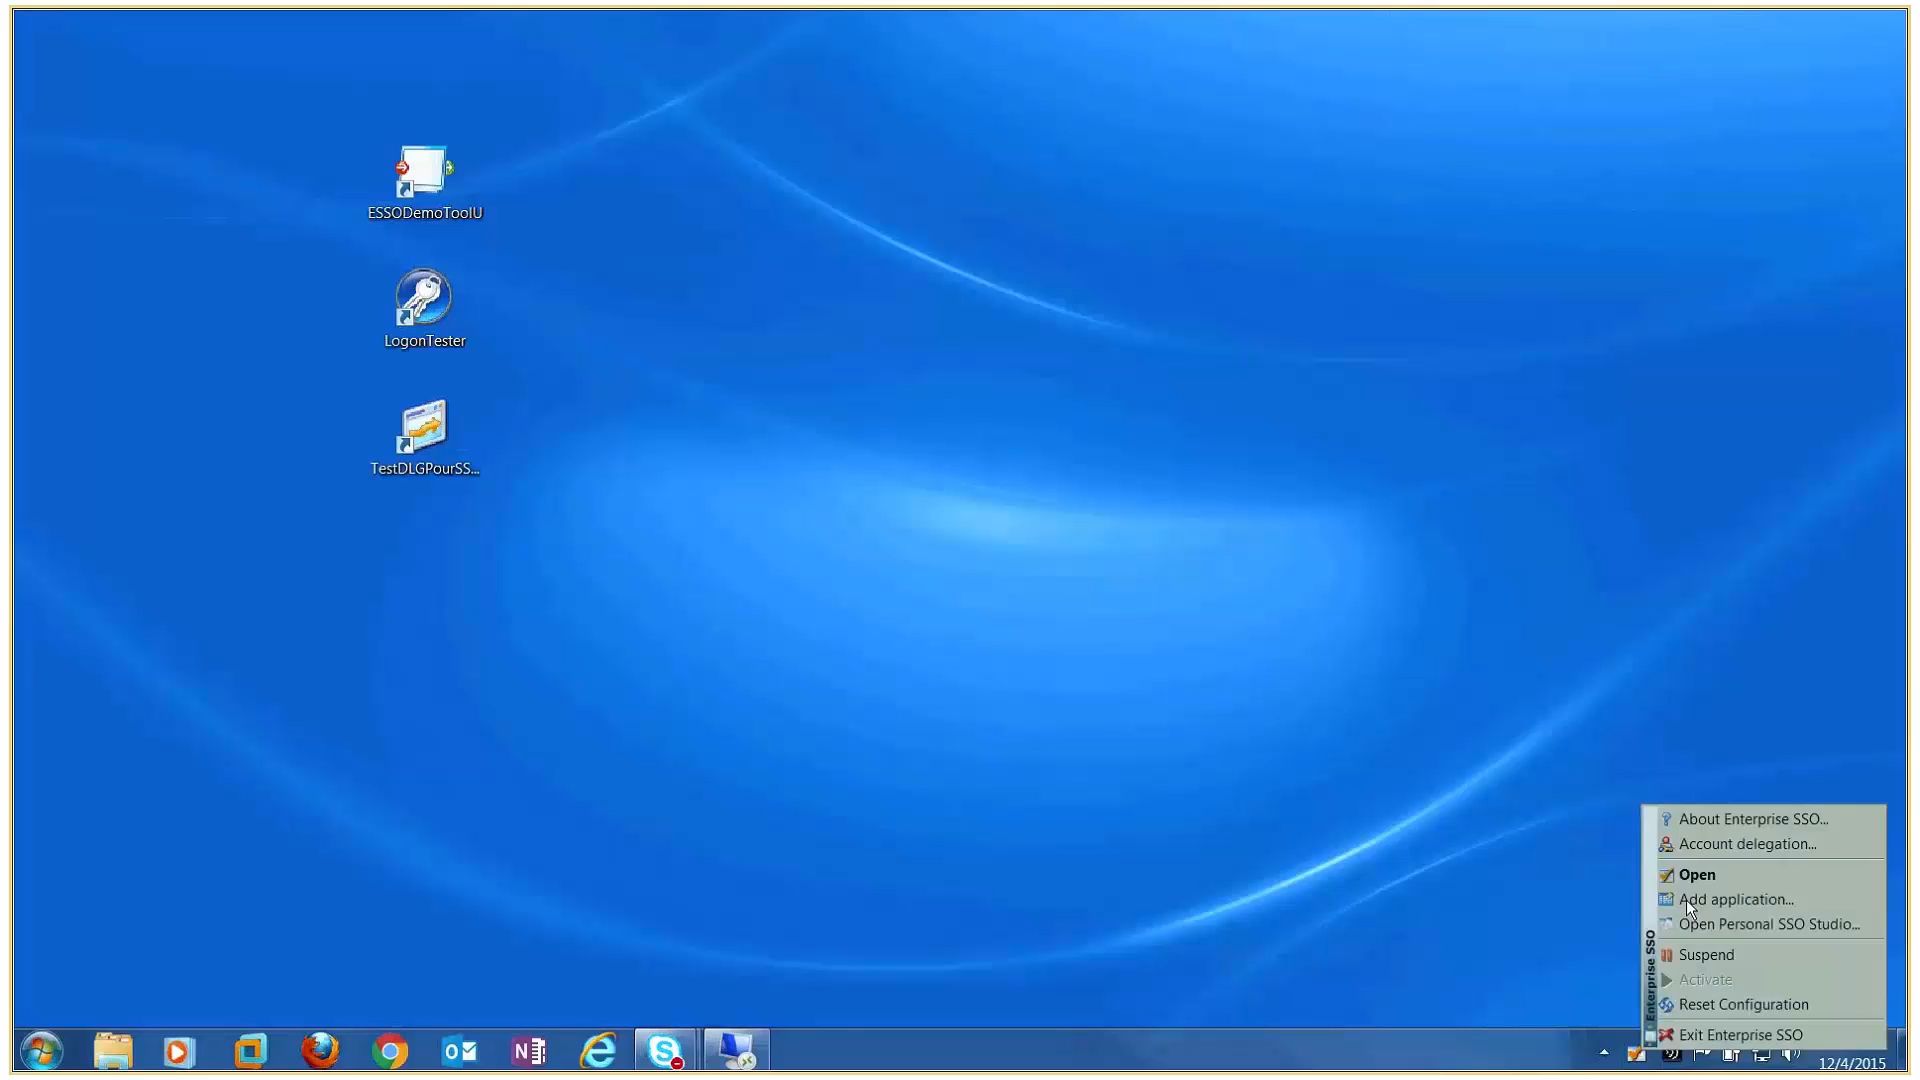 ESSODemoToolU
LogonTester
TestDLGPourSS...
About Enterprise SSO...
Account delegation...
Open
Add application...
Open Personal SSO Studio...
Suspend
Activate
Reset Configuration
Exit Enterprise SSO
Enterprise SSO
12/4/2015